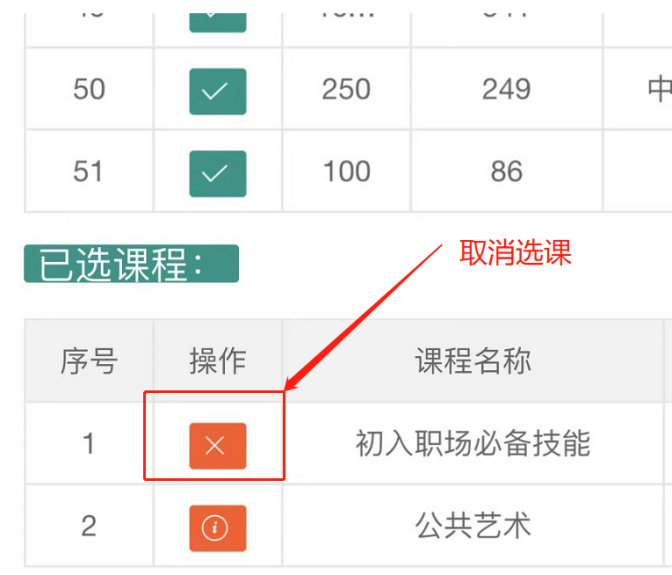 50 250 249 中
51 100 86
已选课程：
取消选课
序号 操作 课程名称
1 初入职场必备技能
2 公共艺术